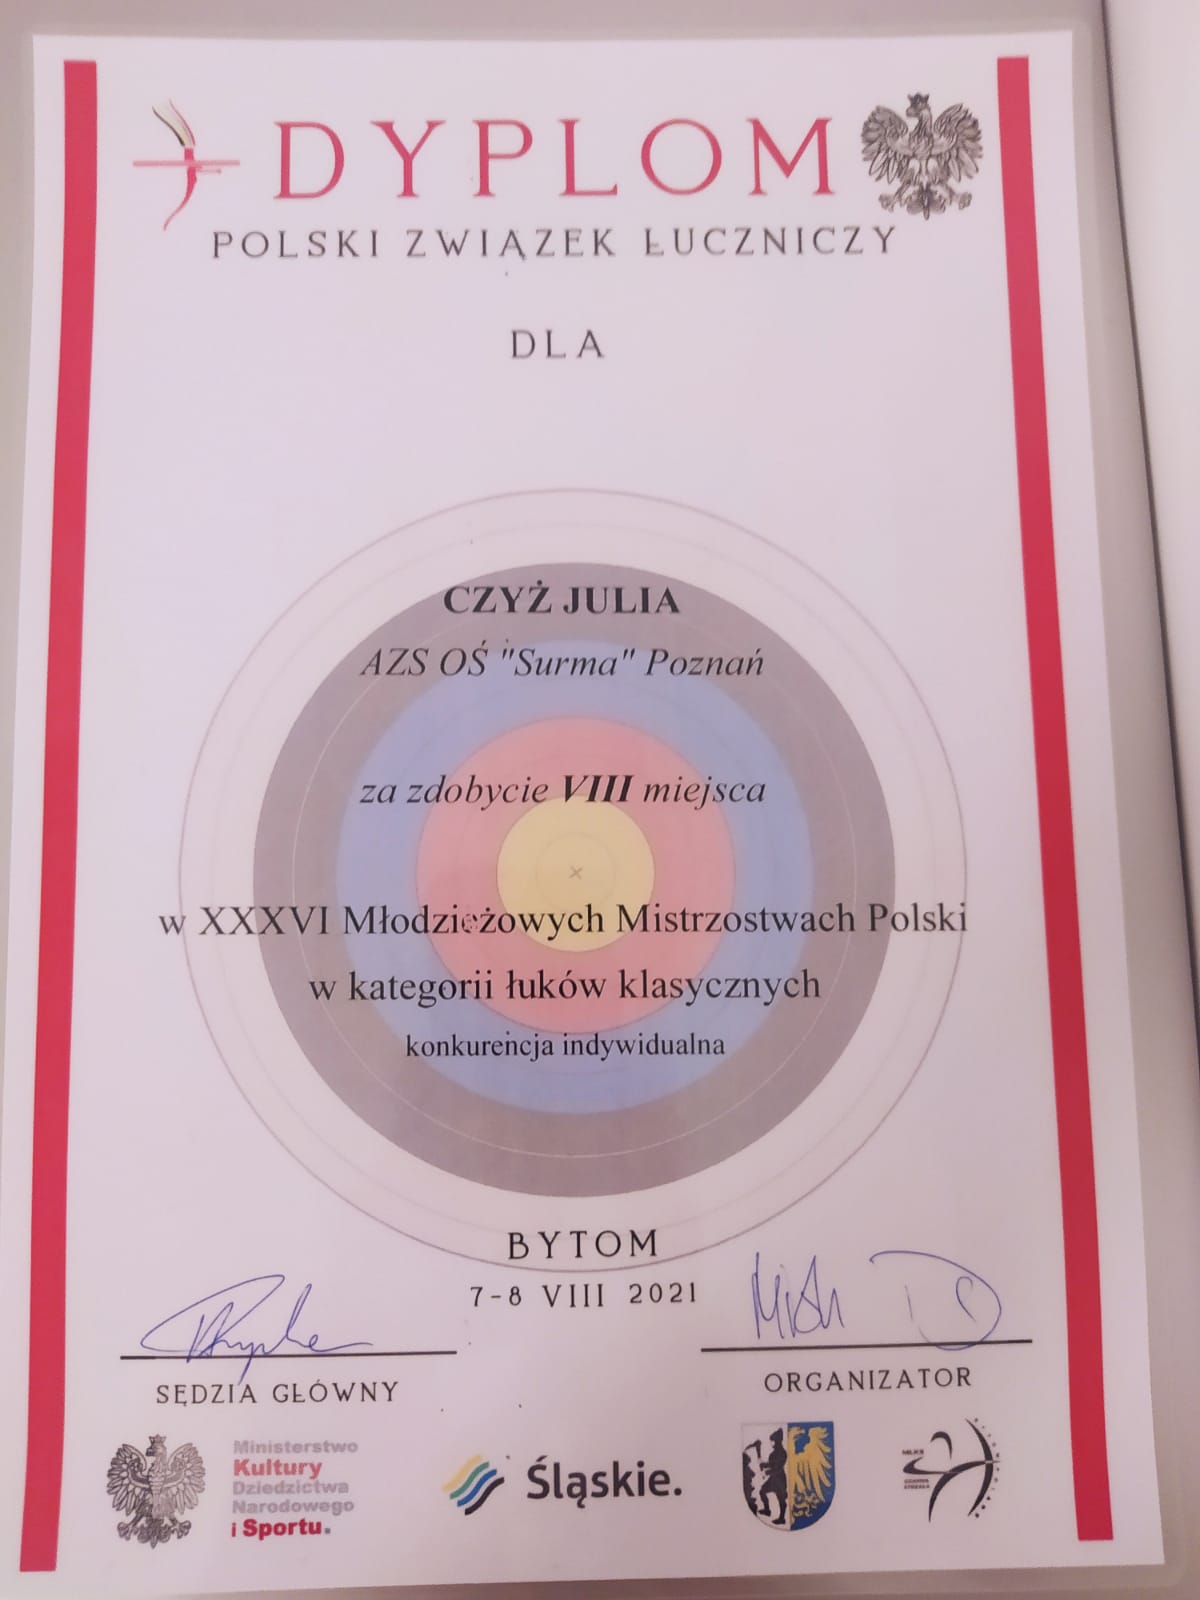 DYPLOM
POLSKI ZWIĄZEK ŁUCZNICZY
DLA
CZYŻ JULIA
AZS OŚ "Surma" Poznań
za zdobycie VIII miejsca
w XXXVI Młodzieżowych Mistrzostwach Polski
w kategorii łuków klasycznych
konkurencja indywidualna
BYTOM
7-8 VIII 2021
SĘDZIA GŁÓWNY
ORGANIZATOR
Ministerstwo
Kultury
Dziedzictwa
Narodowego
i Sportu.
Śląskie.